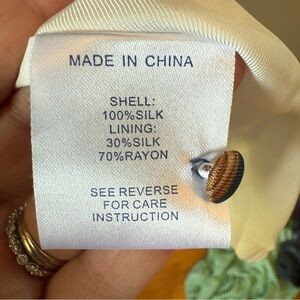 MADE IN CHINA
SHELL:
100%SILK
LINING:
30%SILK
70%RAYON
SEE REVERSE
FOR CARE
INSTRUCTION